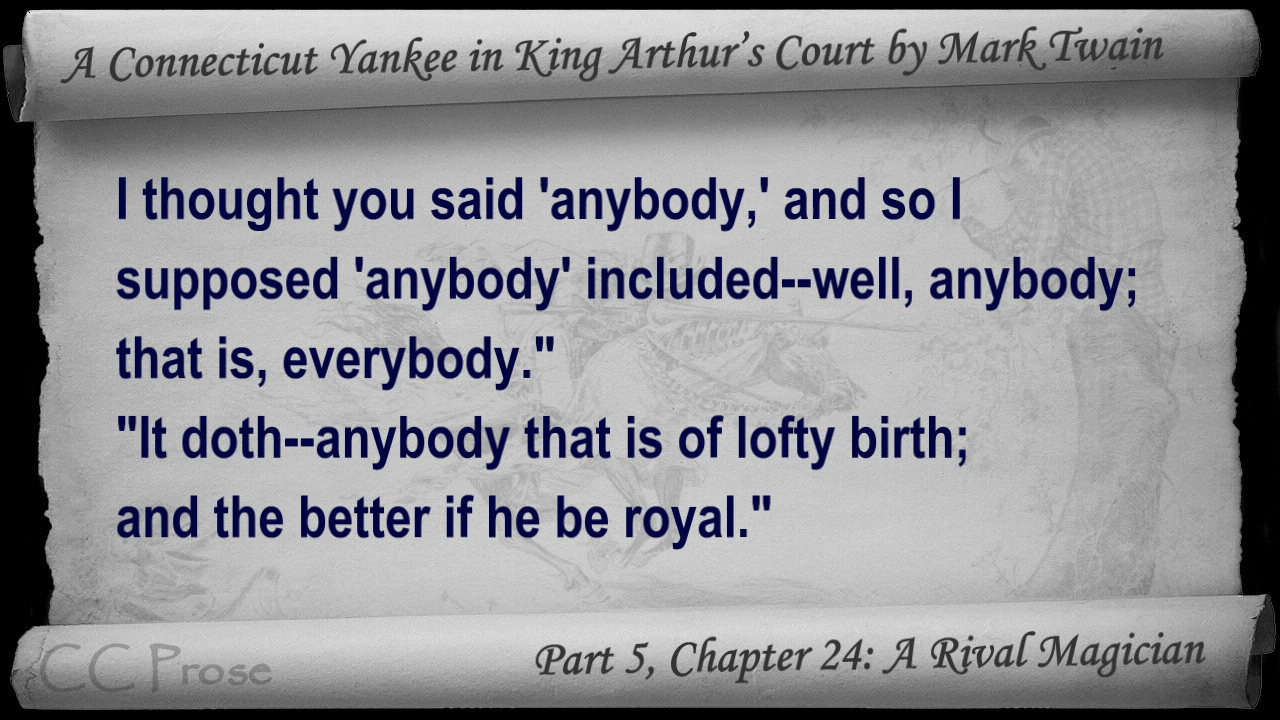 A Connecticut Yankee in King Arthur's Court by Mark Twain
I thought you said 'anybody,' and so I
supposed 'anybody' included--well, anybody;
that is, everybody."
"It doth--anybody that is of lofty birth;
and the better if he be royal."
CC Prose
Part 5, Chapter 24: A Rival Magician